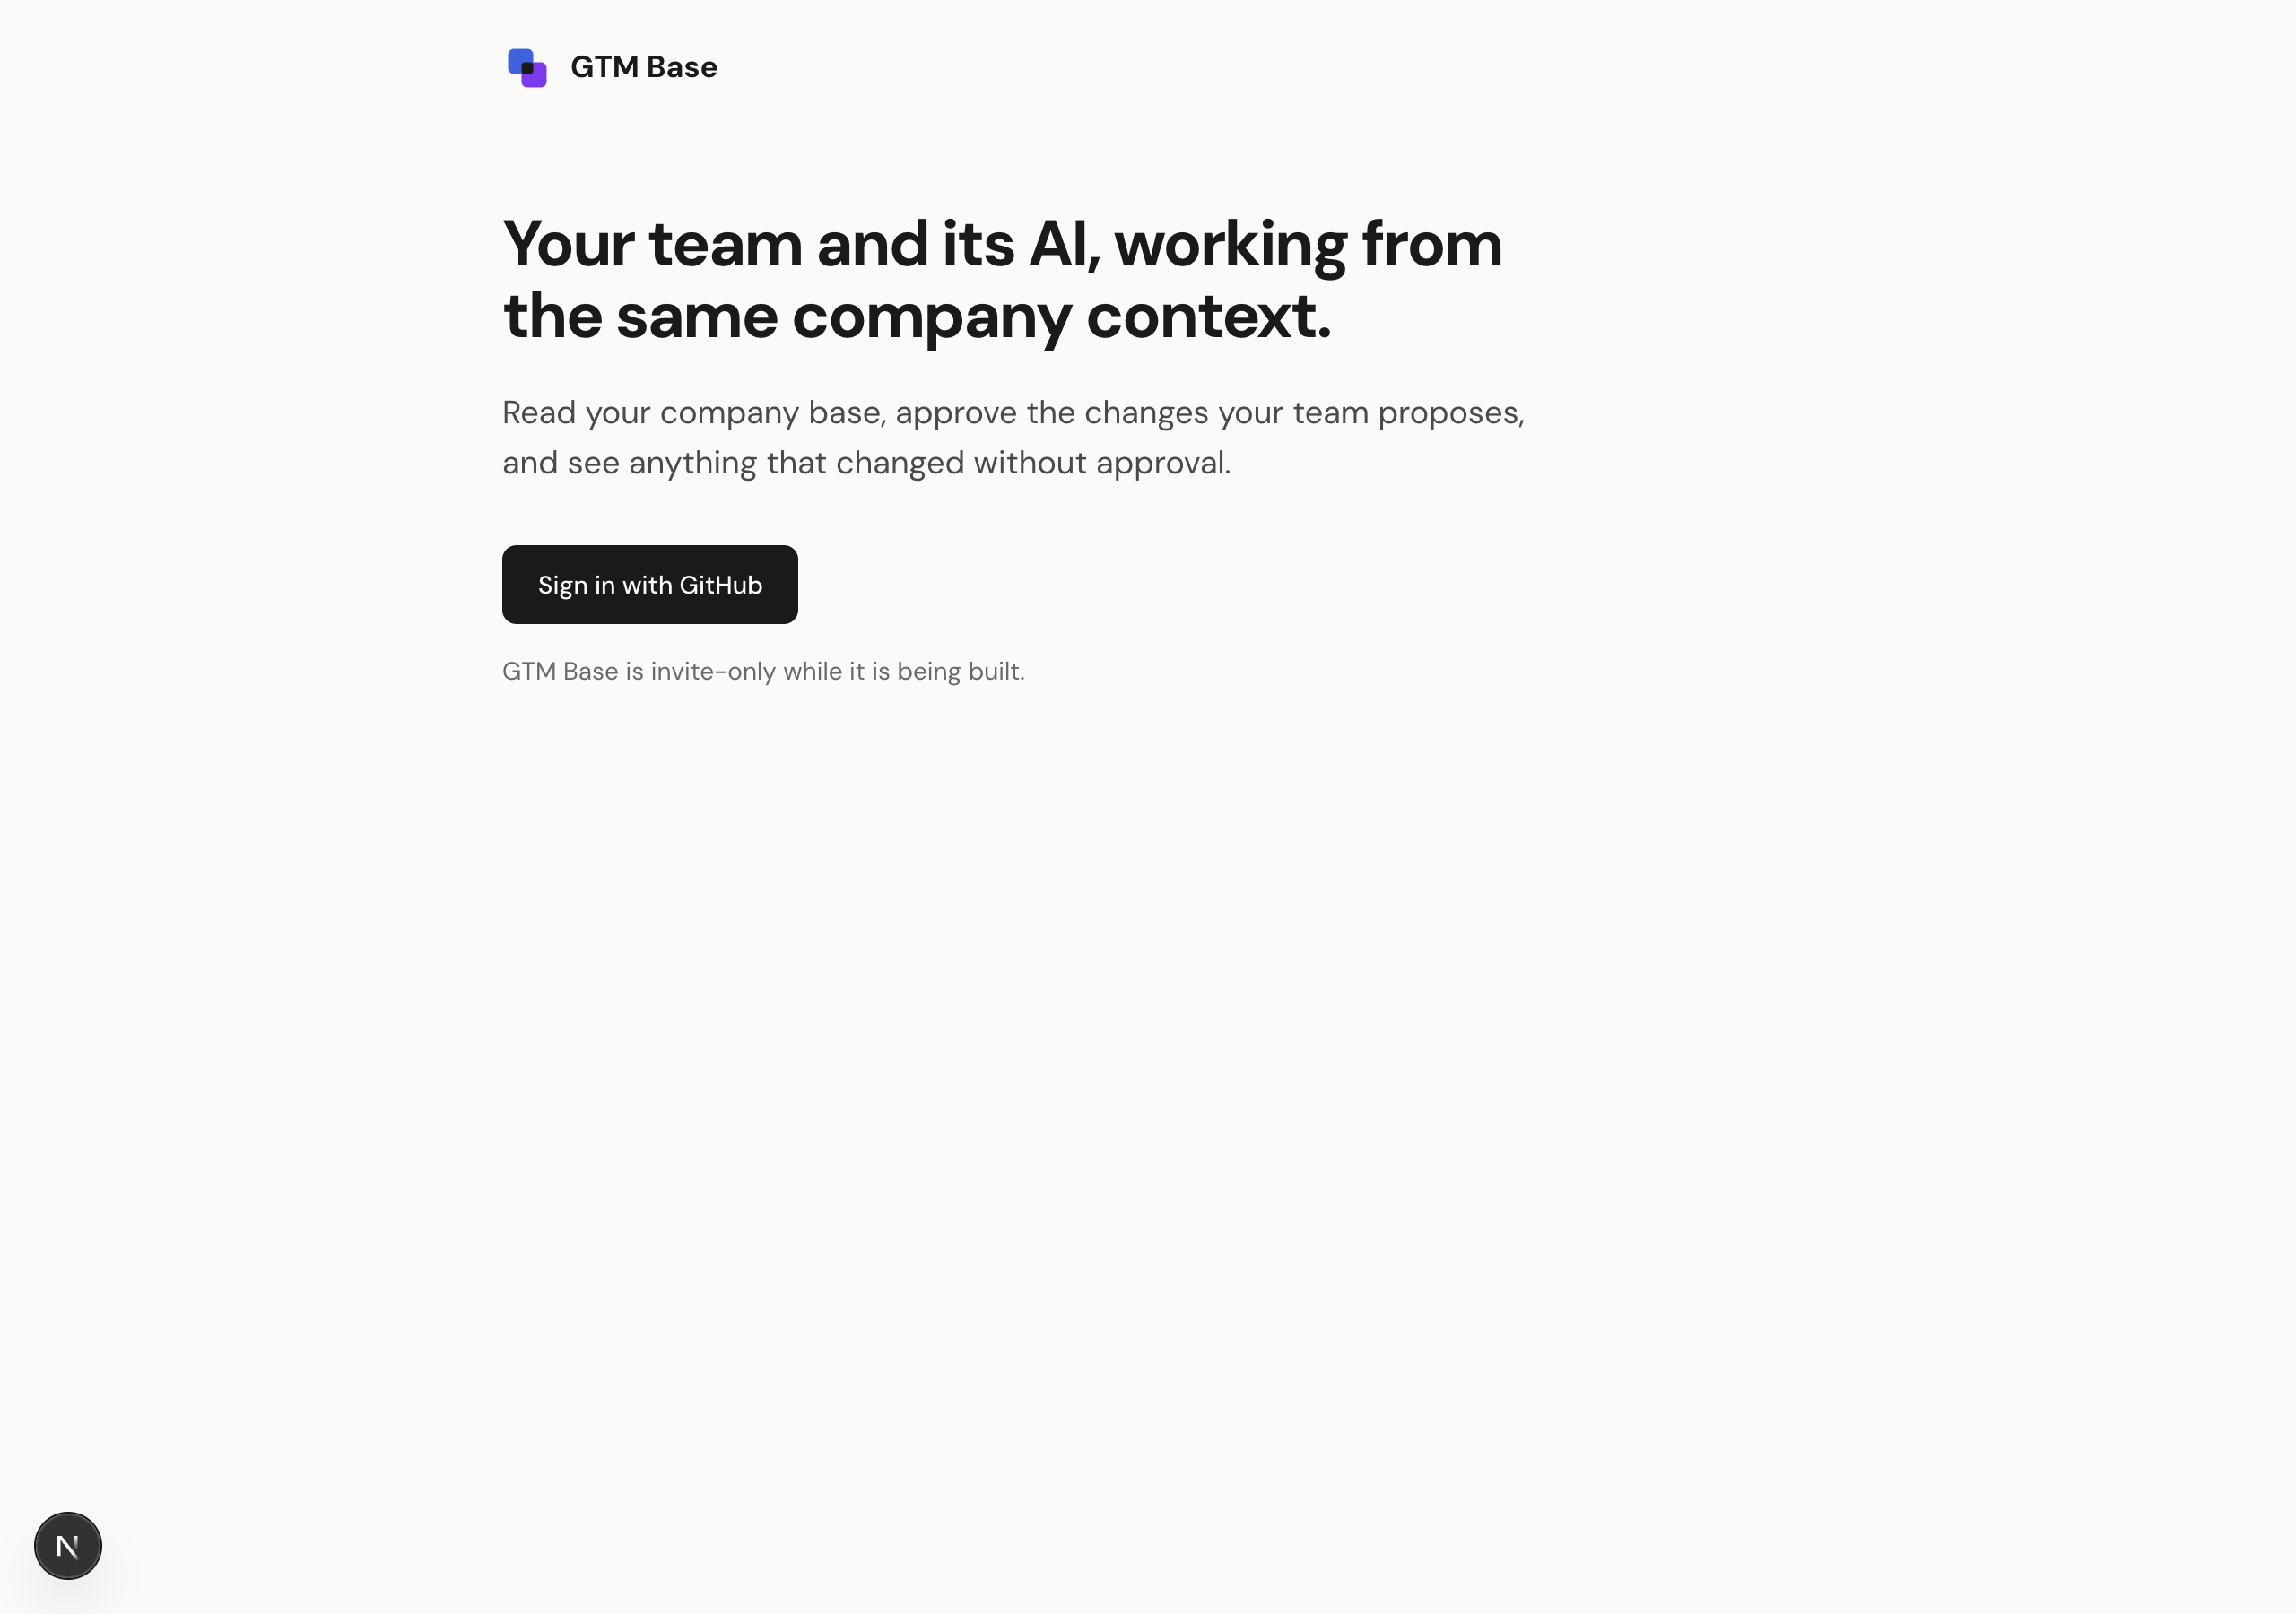 GTM Base
Your team and its AI, working from
the same company context.
Read your company base, approve the changes your team proposes,
and see anything that changed without approval.
Sign in with GitHub
GTM Base is invite-only while it is being built.
N